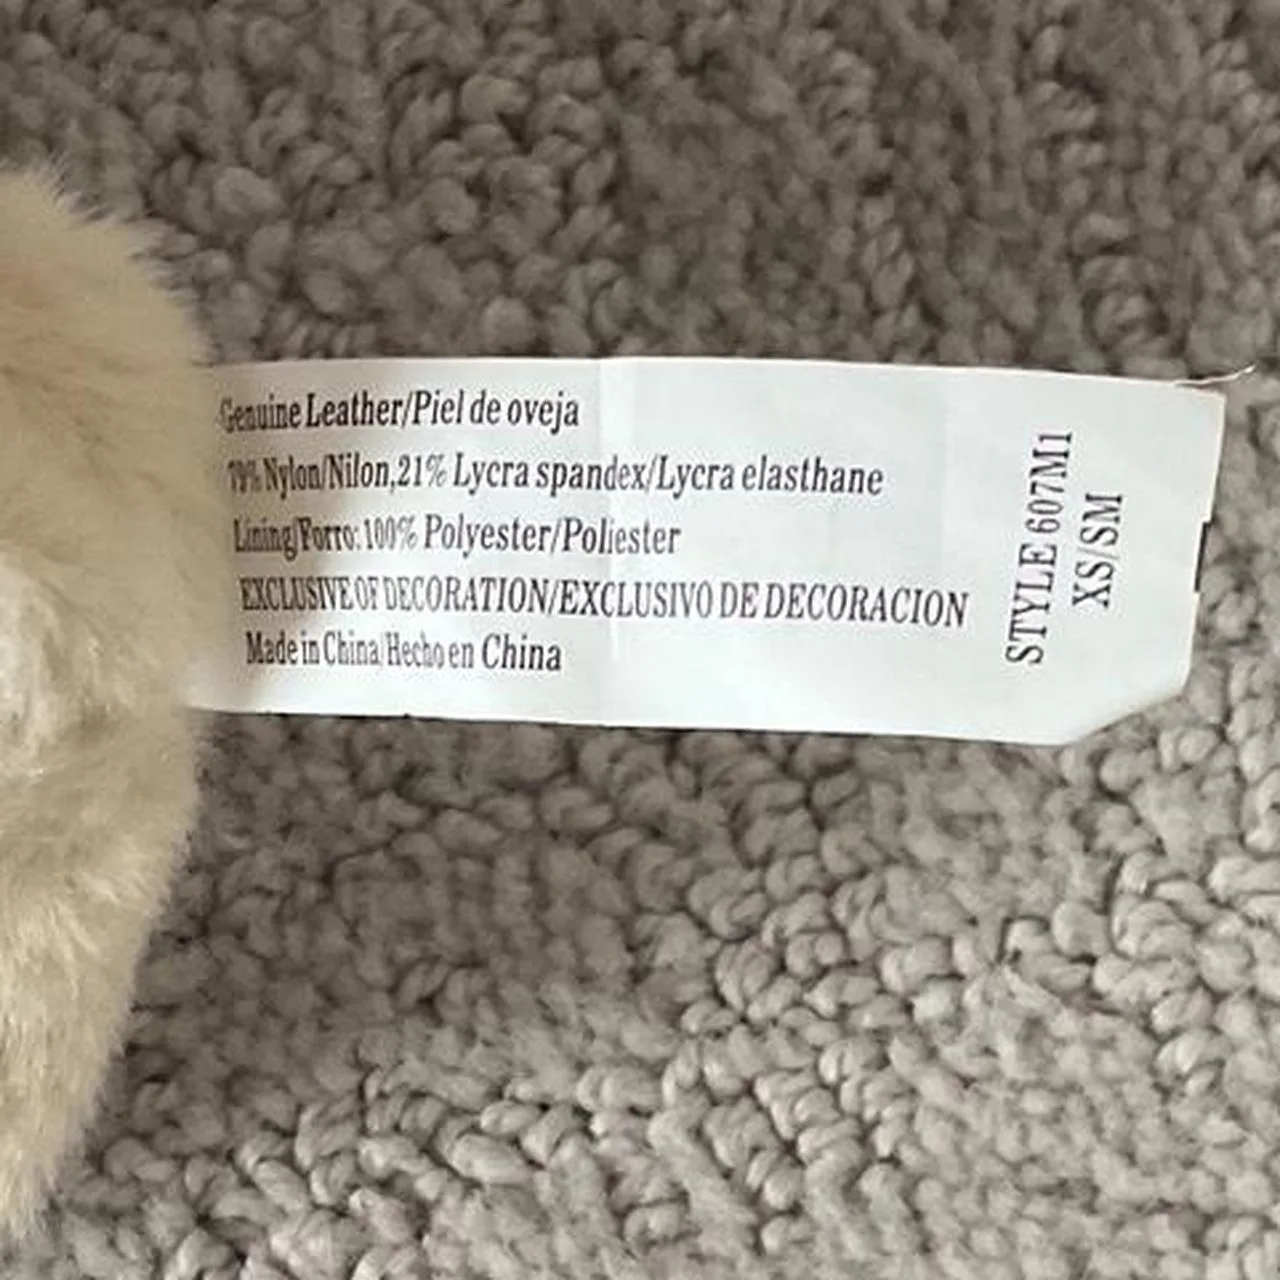 Genuine Leather/Piel de oveja
79% Nylon/Nilon,21% Lycra spandex/Lycra elasthane
Lining/Forro: 100% Polyester/Poliester
EXCLUSIVE OF DECORATION/EXCLUSIVO DE DECORACION
Made in China/Hecho en China
STYLE 607M1
XS/SM